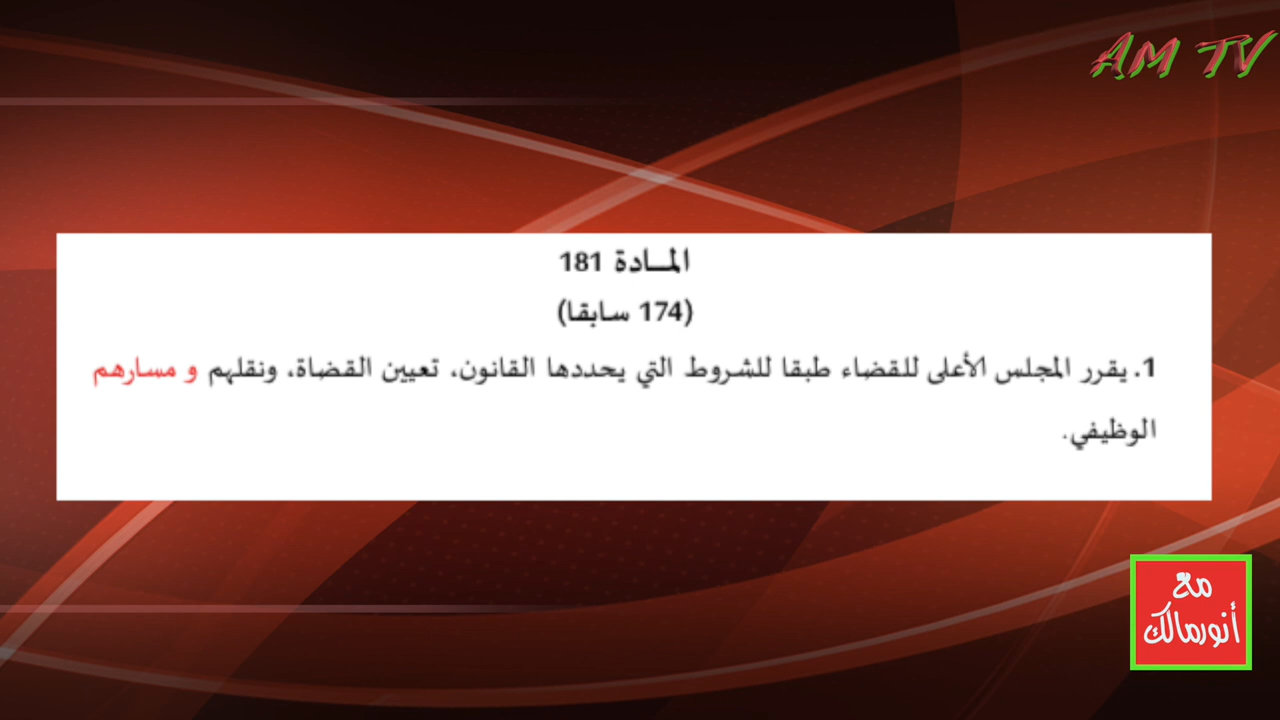 AM TV
المــادة 181
(174 سابقا)
1. يقرر المجلس الأعلى للقضاء طبقا للشروط التي يحددها القانون، تعيين القضاة، ونقلهم و مسارهم
الوظيفي.
مع
أنورمالك